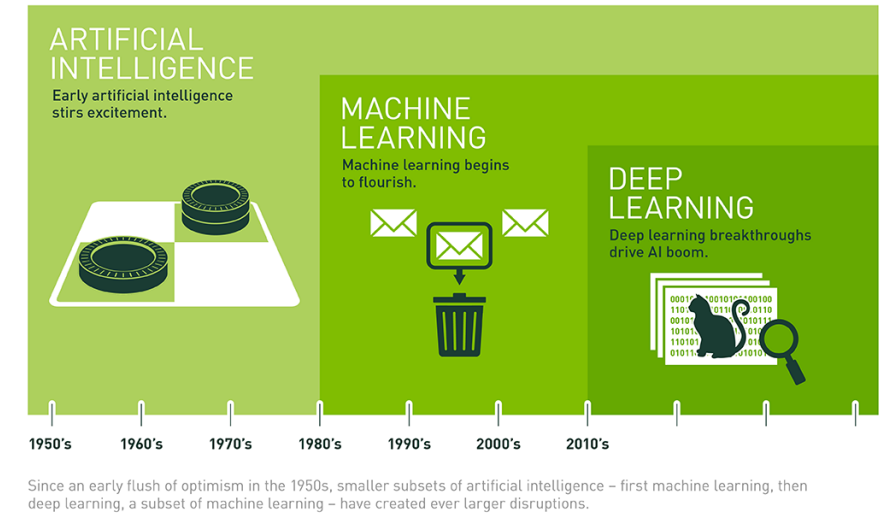 ARTIFICIAL
INTELLIGENCE
Early artificial intelligence
stirs excitement.
MACHINE
LEARNING
Machine learning begins
to flourish.
DEEP
LEARNING
Deep learning breakthroughs
drive AI boom.
1950's
1960's
1970's
1980's
1990's
2000's
2010's
Since an early flush of optimism in the 1950s, smaller subsets of artificial intelligence – first machine learning, then
deep learning, a subset of machine learning – have created ever larger disruptions.